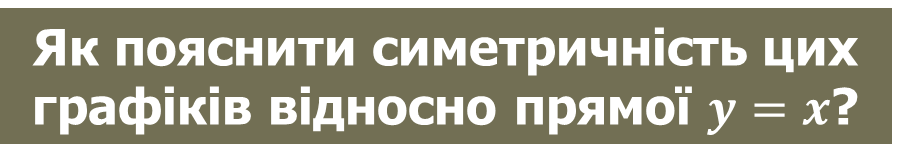 Як пояснити симетричність цих
графіків відносно прямої y = x?